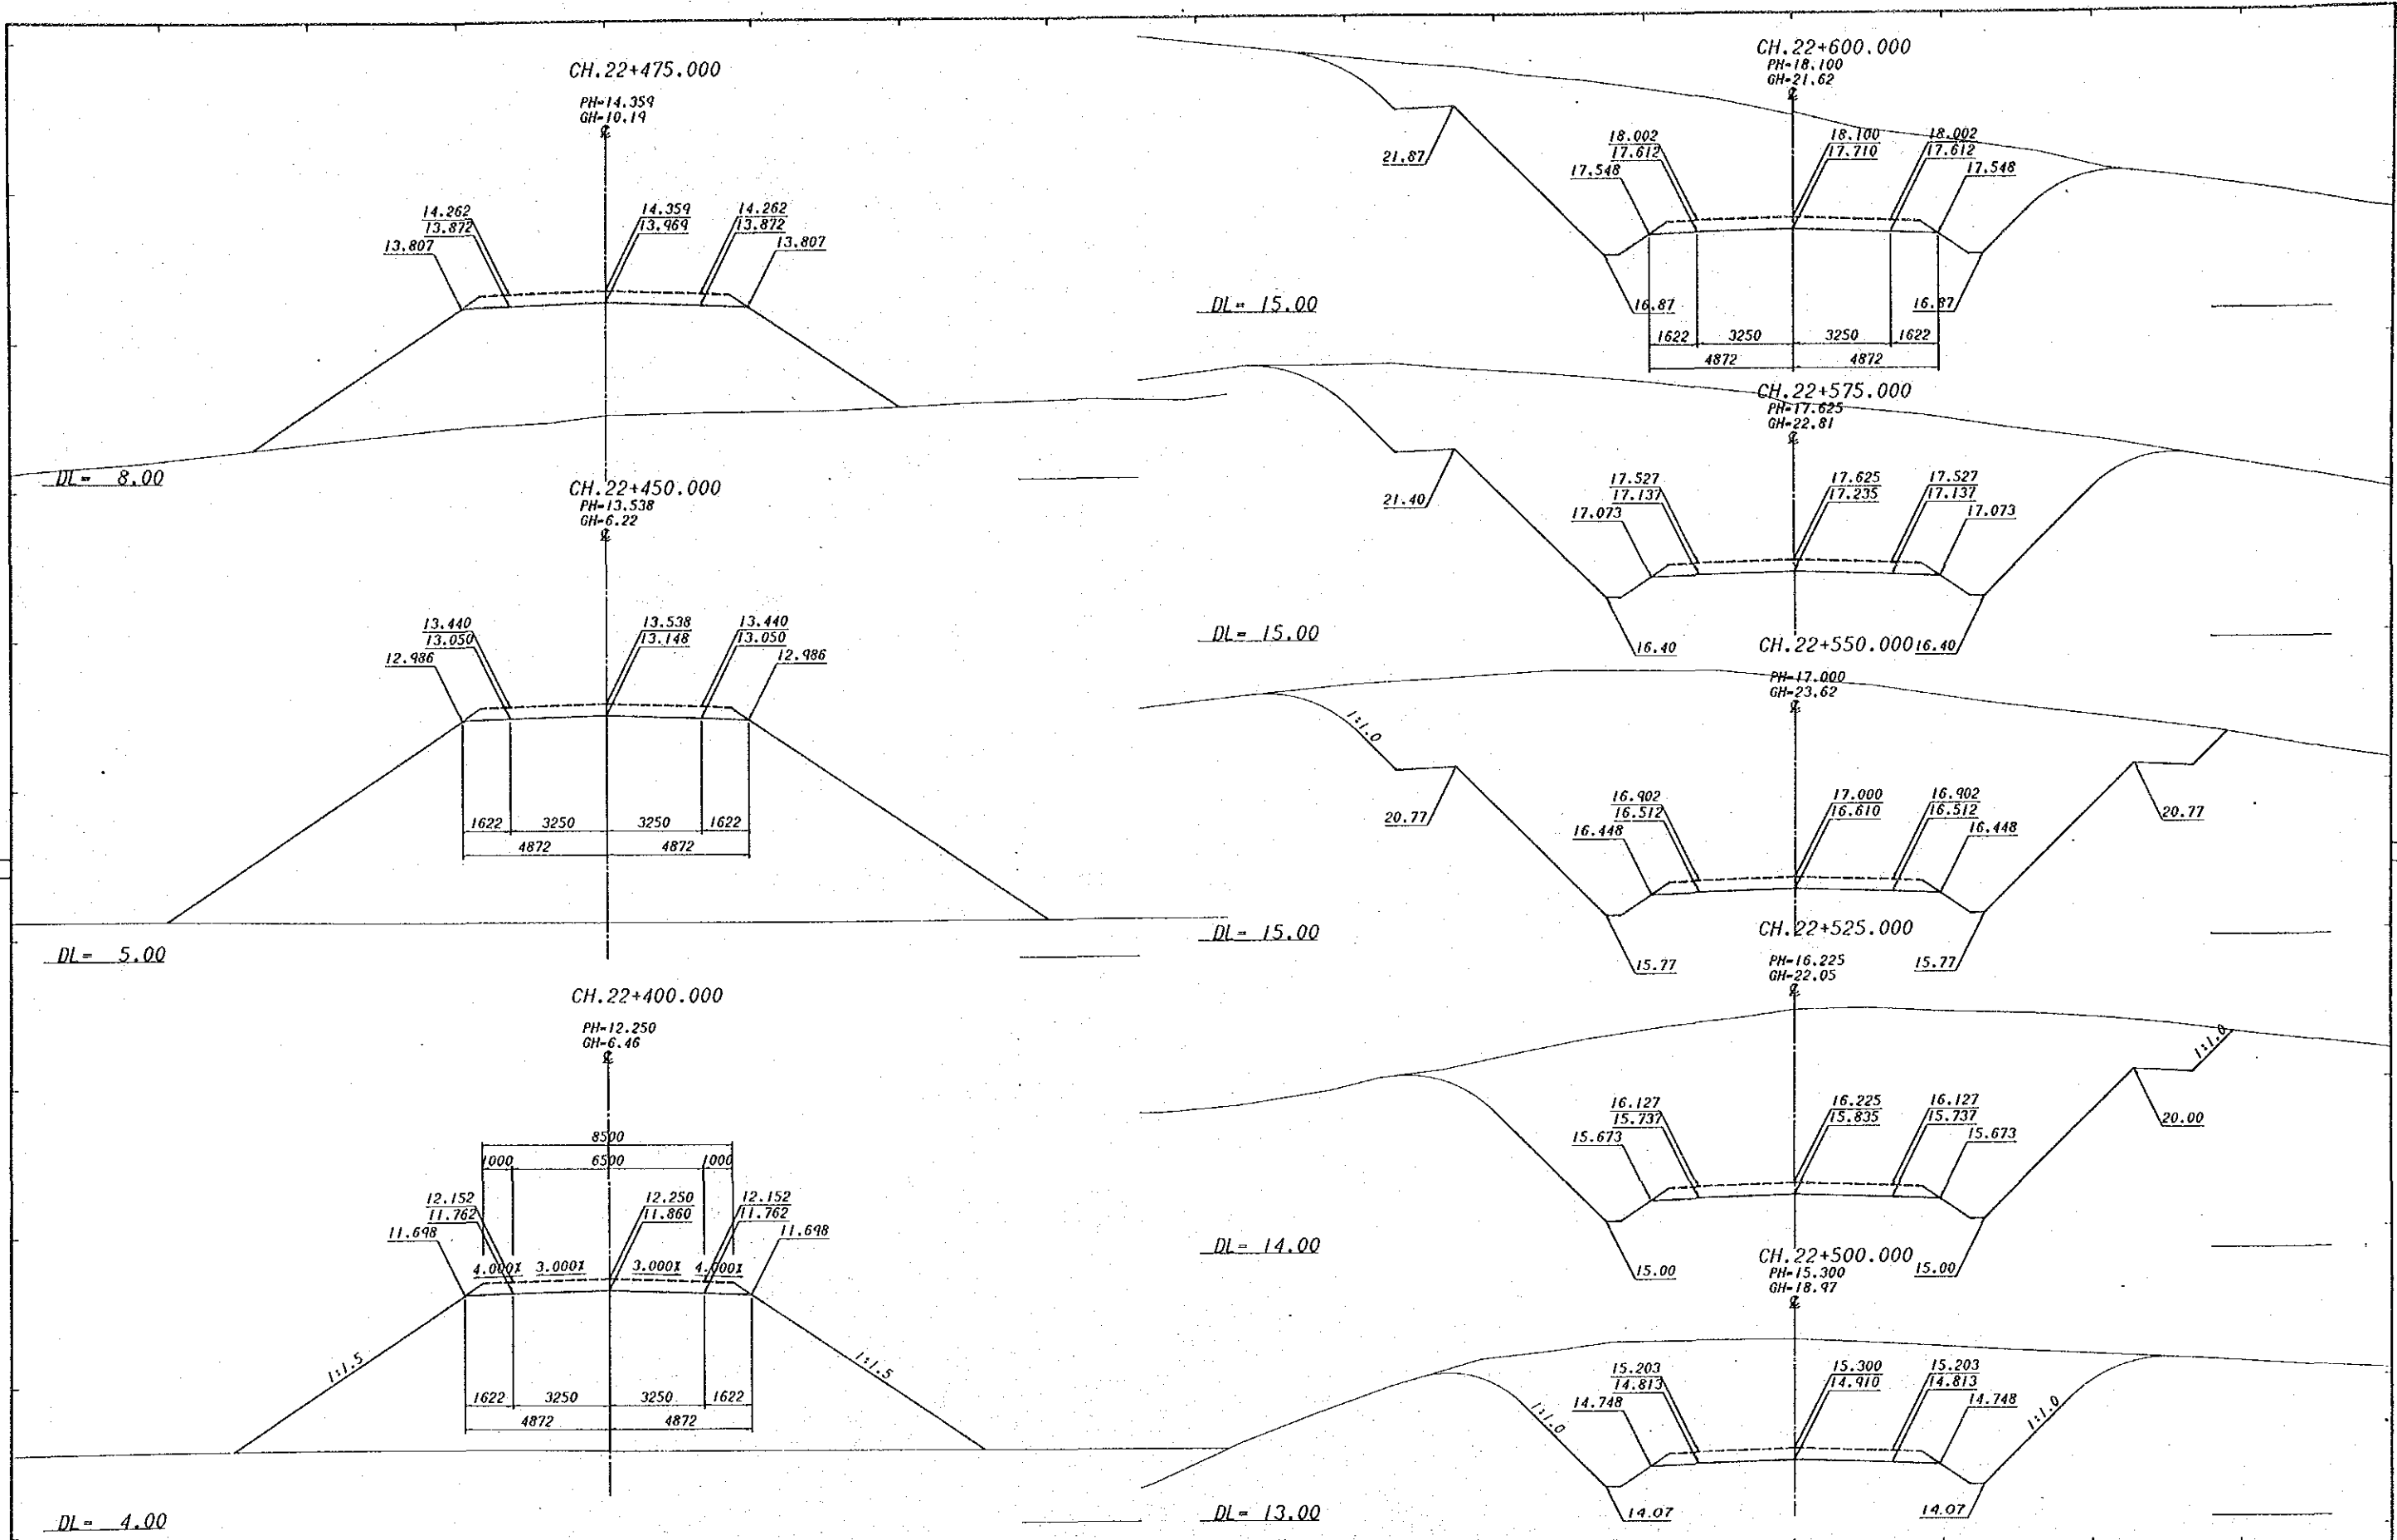 CH.22+475.000
PH=14.359
GH=10.19
14.262
13.872
13.807
14.359
13.969
14.262
13.872
13.807
DL= 8.00
CH.22+450.000
PH=13.538
GH=6.22
13.440
13.050
12.986
13.538
13.148
13.440
13.050
12.986
1622 3250 3250 1622
4872 4872
DL= 5.00
CH.22+400.000
PH=12.250
GH=6.46
8500
1000 6500 1000
12.152
11.762
11.698
12.250
11.860
12.152
11.762
11.698
4.000% 3.000% 3.000% 4.000%
1:1.5 1:1.5
1622 3250 3250 1622
4872 4872
DL= 4.00
CH.22+600.000
PH=18.100
GH=21.62
21.87
18.002
17.612
17.548
18.100
17.710
18.002
17.612
17.548
DL= 15.00
16.87 16.87
1622 3250 3250 1622
4872 4872
CH.22+575.000
PH=17.625
GH=22.81
21.40
17.527
17.137
17.073
17.625
17.235
17.527
17.137
17.073
DL= 15.00
16.40 16.40
CH.22+550.000
PH=17.000
GH=23.62
1:1.0
20.77
16.902
16.512
16.448
17.000
16.610
16.902
16.512
16.448
20.77
DL= 15.00
15.77 15.77
CH.22+525.000
PH=16.225
GH=22.05
1:1.0
16.127
15.737
15.673
16.225
15.835
16.127
15.737
15.673
20.00
DL= 14.00
15.00 15.00
CH.22+500.000
PH=15.300
GH=18.97
1:1.0 1:1.0
15.203
14.813
14.748
15.300
14.910
15.203
14.813
14.748
DL= 13.00
14.07 14.07